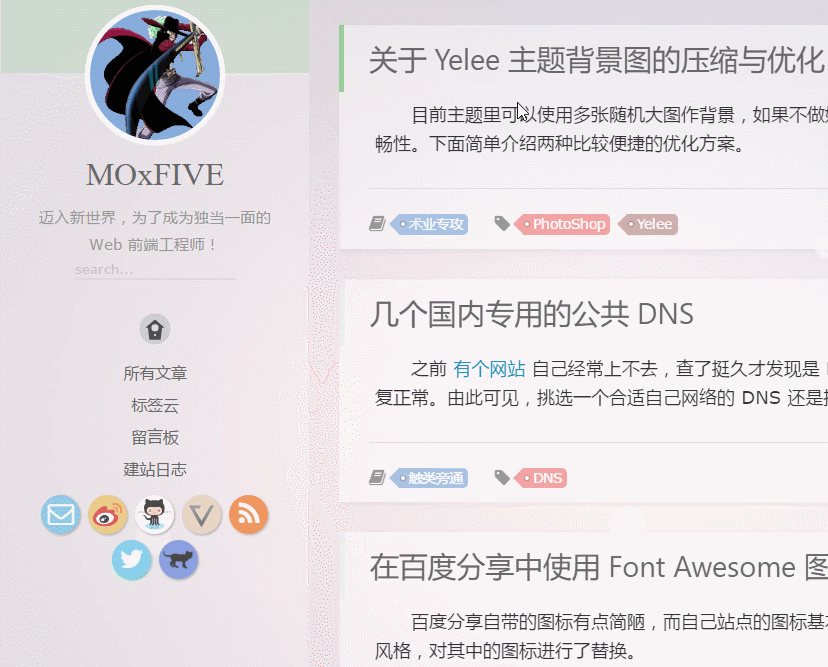 MOxFIVE
迈入新世界，为了成为独当一面的
Web 前端工程师！
search...
所有文章
标签云
留言板
建站日志
关于 Yelee 主题背景图的压缩与优化
目前主题里可以使用多张随机大图作背景，如果不做
畅性。下面简单介绍两种比较便捷的优化方案。
术业专攻 PhotoShop Yelee
几个国内专用的公共 DNS
之前 有个网站 自己经常上不去，查了挺久才发现是
复正常。由此可见，挑选一个合适自己网络的 DNS 还是
触类旁通 DNS
在百度分享中使用 Font Awesome 图
百度分享自带的图标有点简陋，而自己站点的图标基
风格，对其中的图标进行了替换。